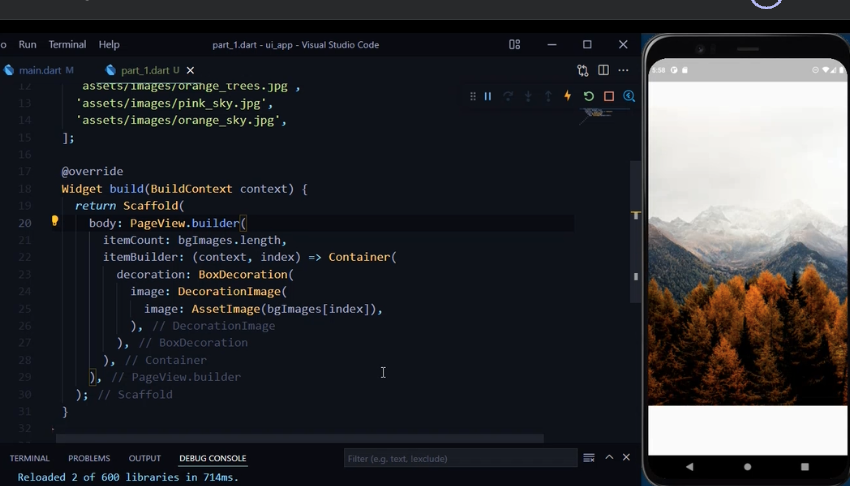 Run Terminal Help
part_1.dart - ui_app - Visual Studio Code
main.dart M
part_1.dart U
12 'assets/images/orange_trees.jpg',
13 'assets/images/pink_sky.jpg',
14 'assets/images/orange_sky.jpg',
15 ];
16
17 @override
18 Widget build(BuildContext context) {
19 return Scaffold(
20 body: PageView.builder(
21 itemCount: bgImages.length,
22 itemBuilder: (context, index) => Container(
23 decoration: BoxDecoration(
24 image: DecorationImage(
25 image: AssetImage(bgImages[index]),
26 ), // DecorationImage
27 ), // BoxDecoration
28 ), // Container
29 ), // PageView.builder
30 ); // Scaffold
31 }
32
TERMINAL PROBLEMS OUTPUT DEBUG CONSOLE
Filter (e.g. text, !exclude)
Reloaded 2 of 600 libraries in 714ms.
5:58